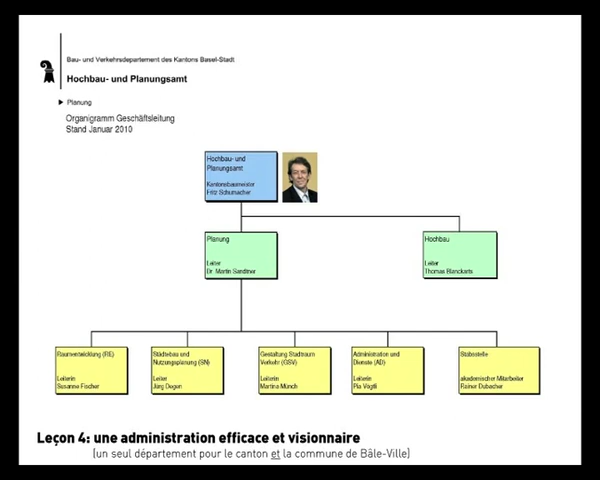 Bau- und Verkehrsdepartement des Kantons Basel-Stadt
Hochbau- und Planungsamt
Planung
Organigramm Geschäftsleitung
Stand Januar 2010
Hochbau- und
Planungsamt
Kantonsbaumeister
Fritz Schumacher
Planung
Leiter
Dr. Martin Sandtner
Hochbau
Leiter
Thomas Blanckarts
Raumentwicklung (RE)
Leiterin
Susanne Fischer
Städtebau und
Nutzungsplanung (SN)
Leiter
Jürg Degen
Gestaltung Stadtraum
Verkehr (GSV)
Leiterin
Martina Münch
Administration und
Dienste (AD)
Leiterin
Pia Vögtli
Stabsstelle
akademischer Mitarbeiter
Rainer Dubacher
Leçon 4: une administration efficace et visionnaire
(un seul département pour le canton et la commune de Bâle-Ville)